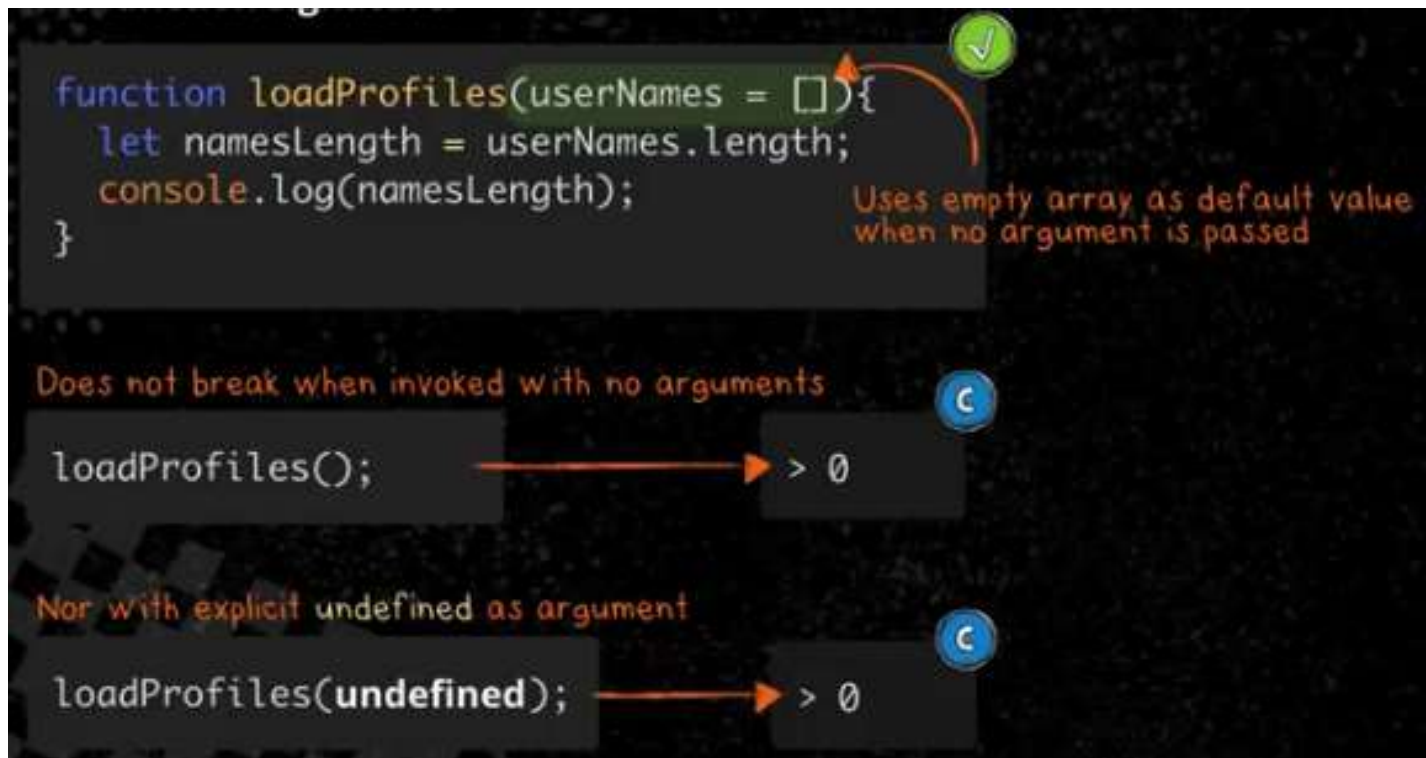 function loadProfiles(userNames = []){
let namesLength = userNames.length;
console.log(namesLength);
}
Uses empty array as default value
when no argument is passed
Does not break when invoked with no arguments
loadProfiles();
> 0
Nor with explicit undefined as argument
loadProfiles(undefined);
> 0